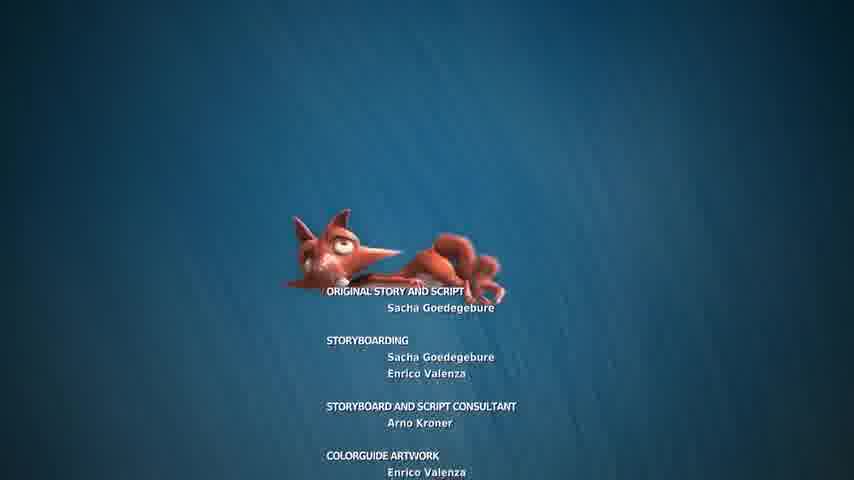 ORIGINAL STORY AND SCRIPT
Sacha Goedegebure
STORYBOARDING
Sacha Goedegebure
Enrico Valenza
STORYBOARD AND SCRIPT CONSULTANT
Arno Kroner
COLORGUIDE ARTWORK
Enrico Valenza